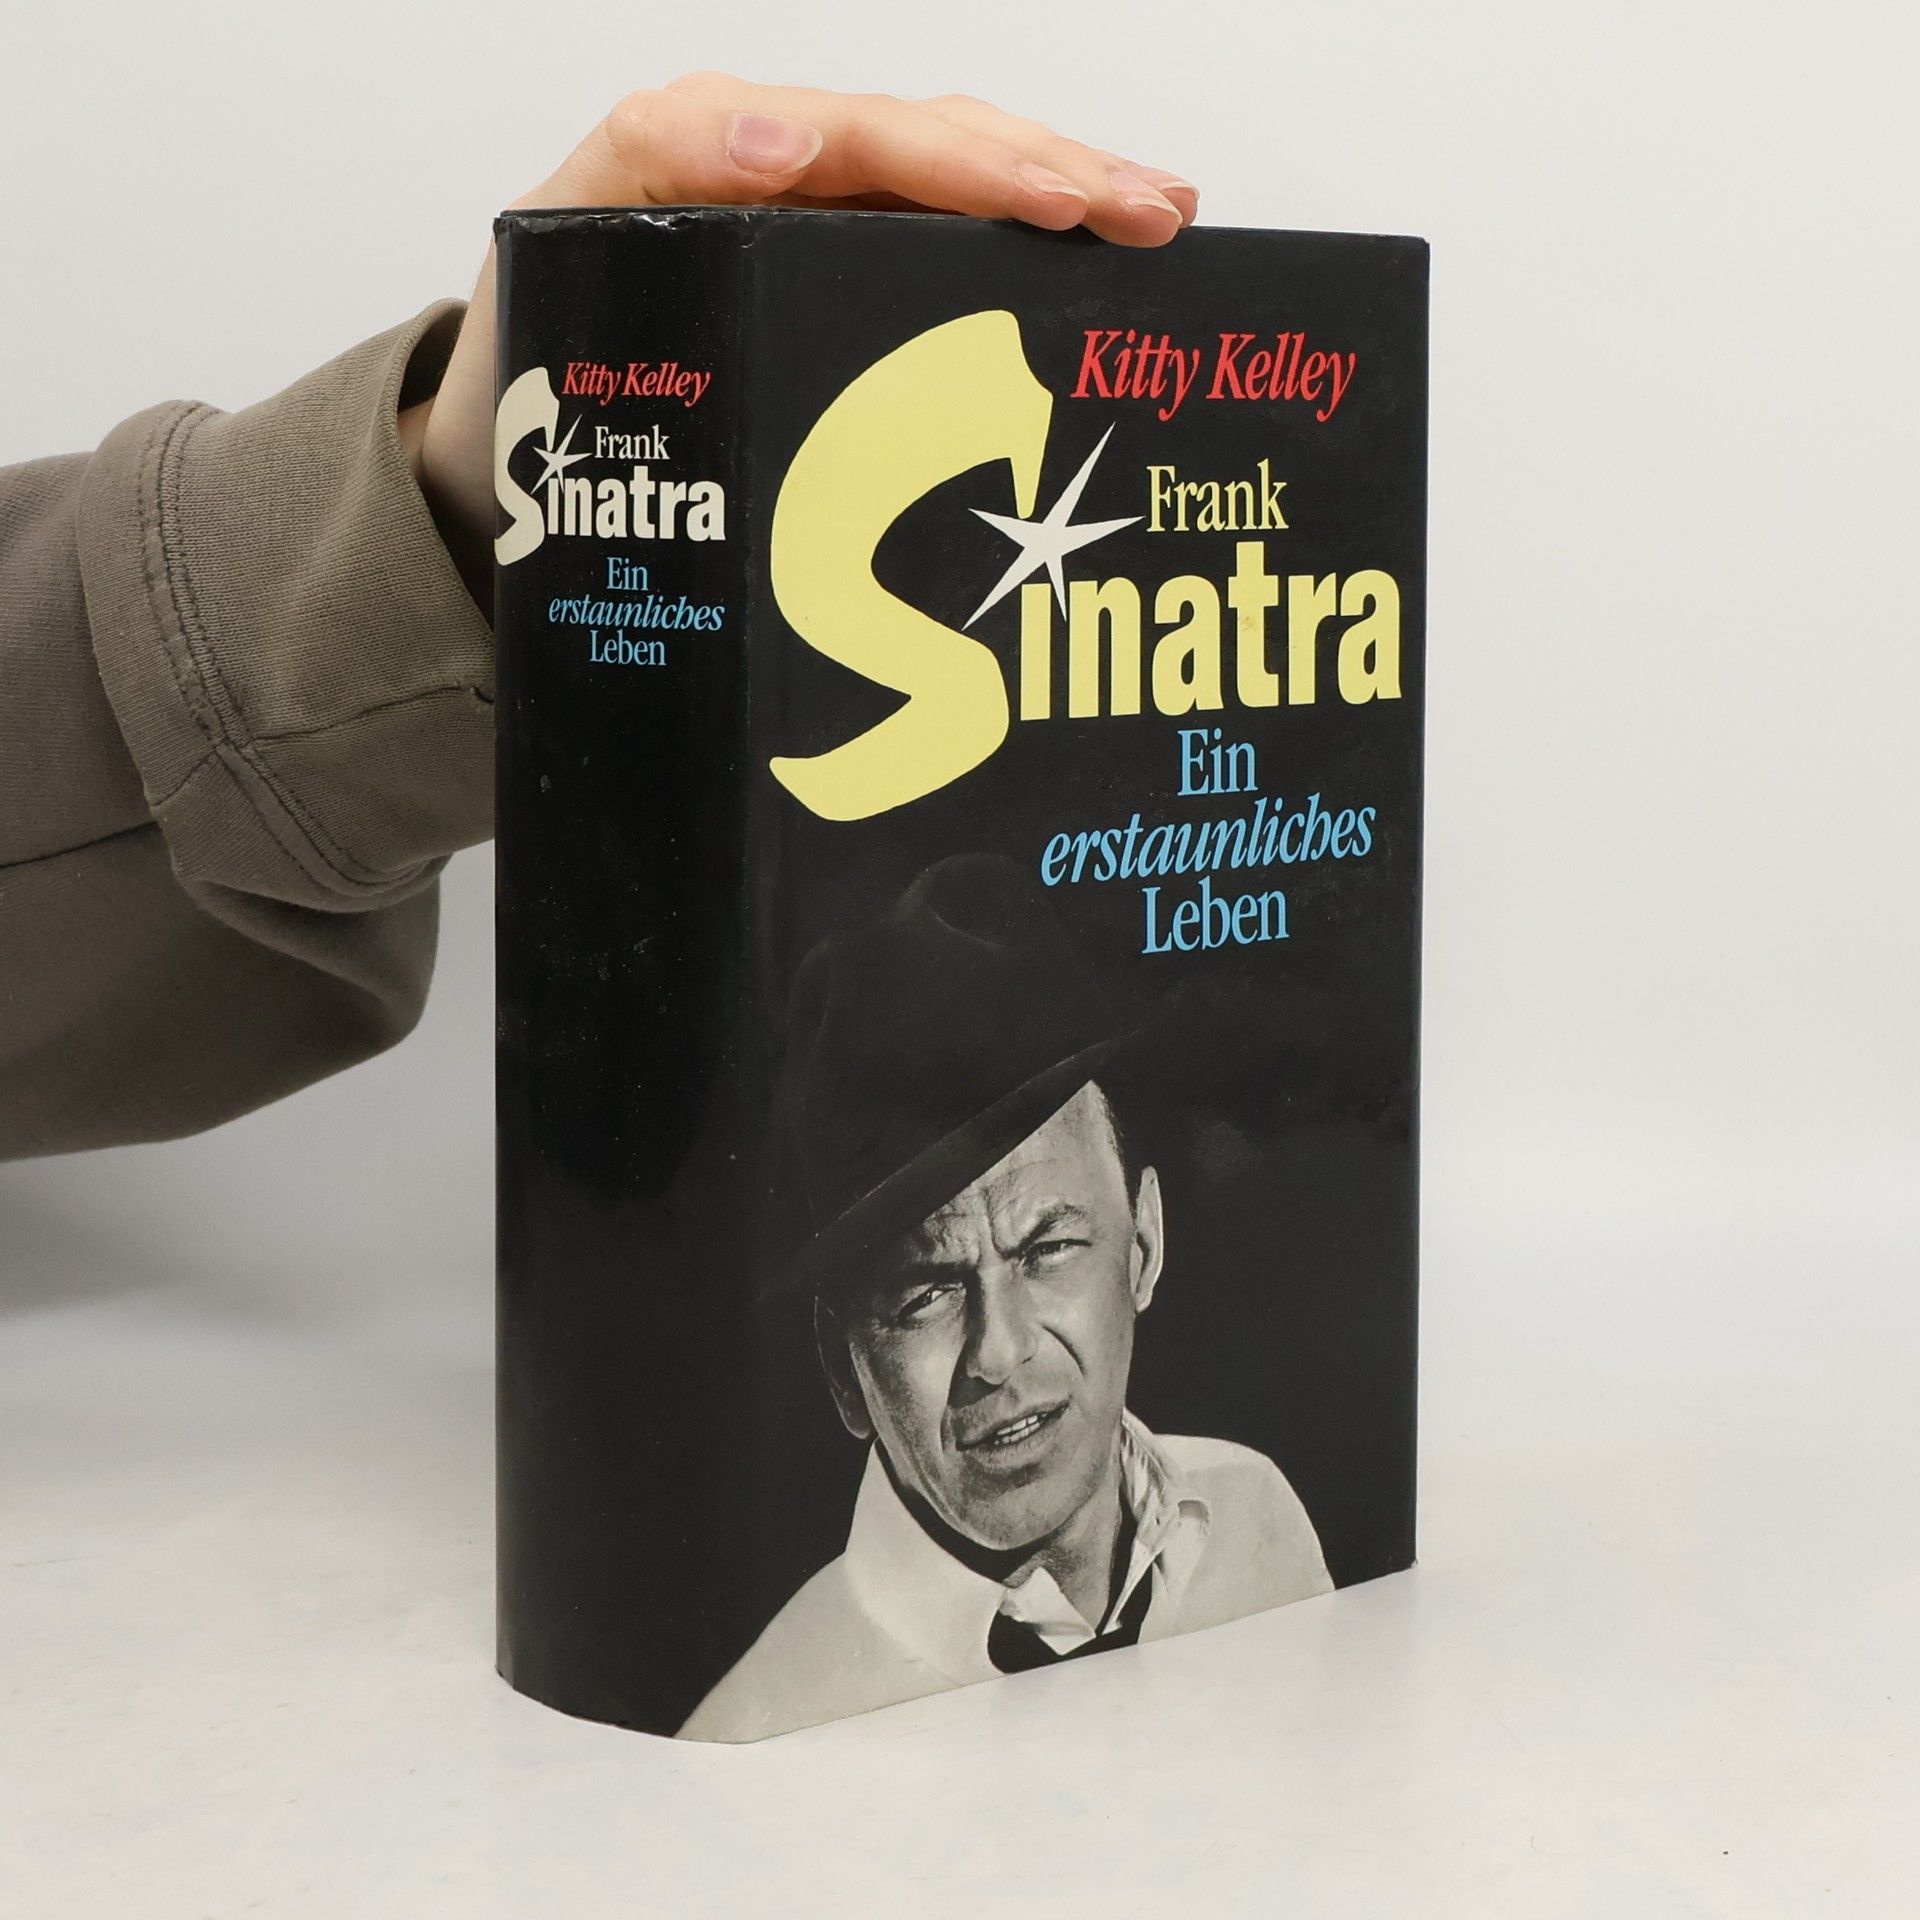 Kitty Kelley
Frank
Sinatra
Ein
erstaunliches
Leben
Kitty Kelley
Frank
Sinatra
Ein
erstaunliches
Leben